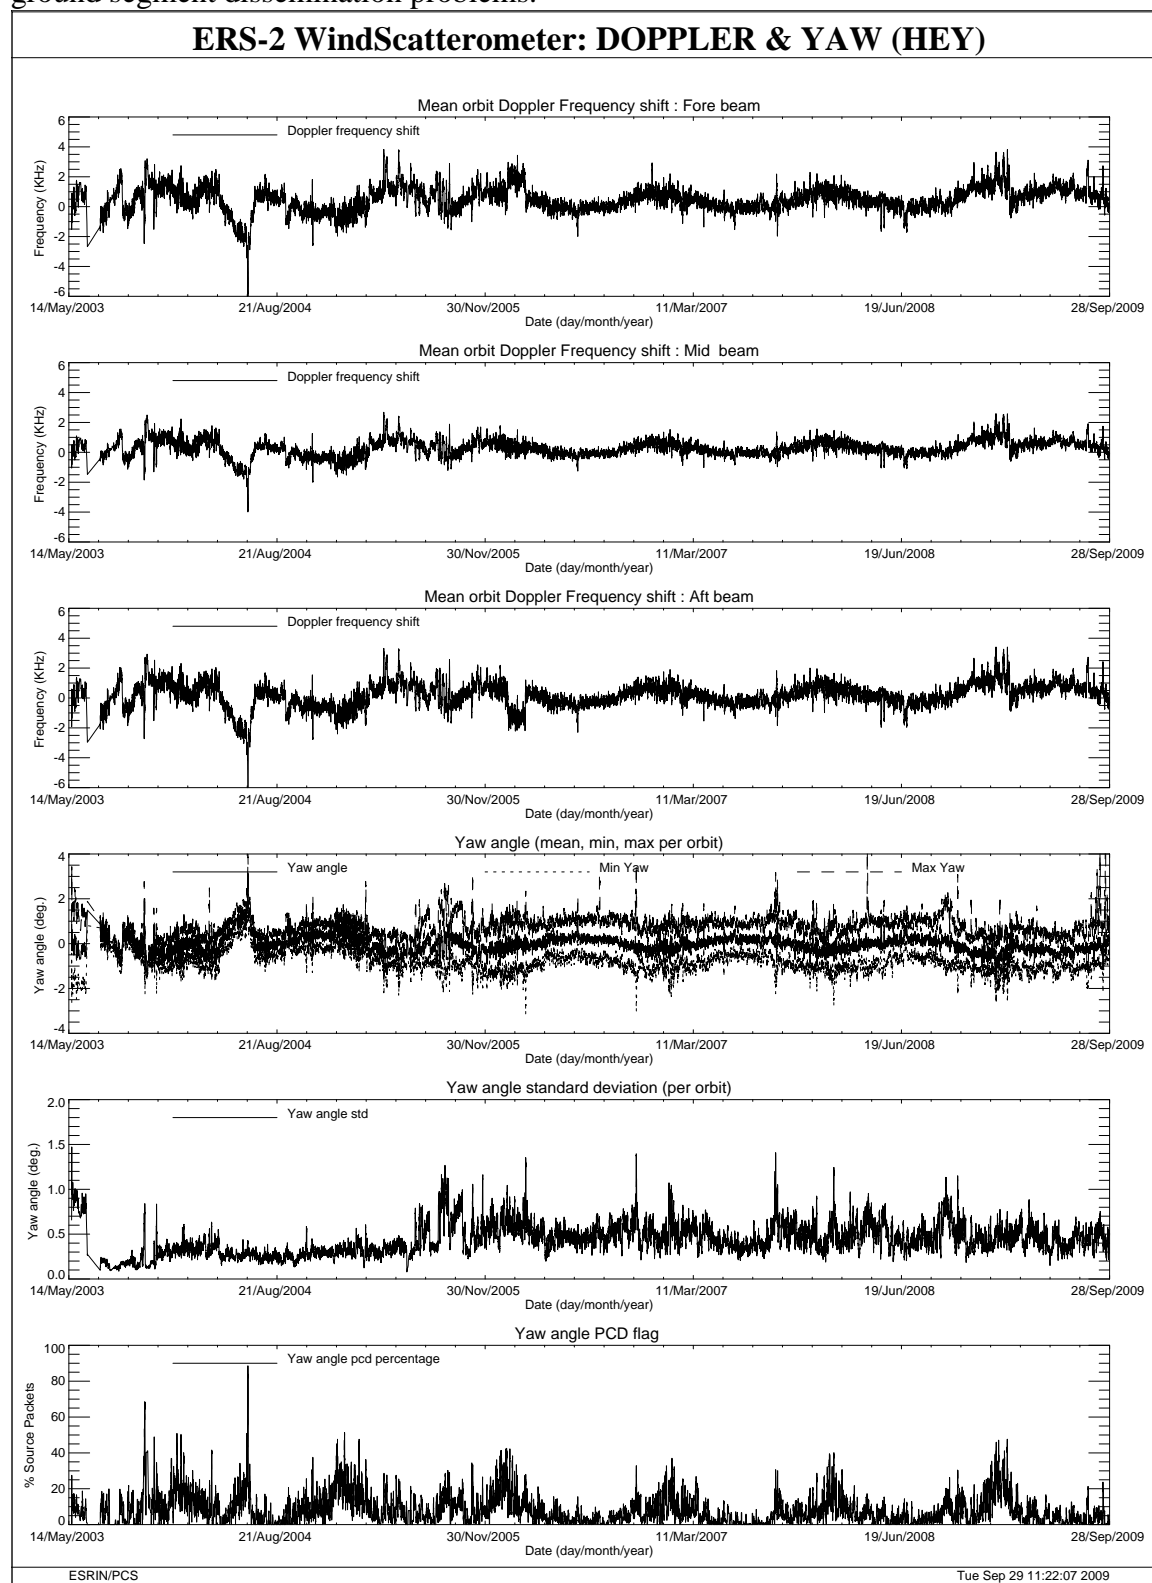 ground segment dissemination problems.
ERS-2 WindScatterometer: DOPPLER & YAW (HEY)
Mean orbit Doppler Frequency shift : Fore beam
Doppler frequency shift
Frequency (KHz)
6
4
2
0
-2
-4
-6
14/May/2003 21/Aug/2004 30/Nov/2005 11/Mar/2007 19/Jun/2008 28/Sep/2009
Date (day/month/year)
Mean orbit Doppler Frequency shift : Mid beam
Doppler frequency shift
Frequency (KHz)
6
4
2
0
-2
-4
-6
14/May/2003 21/Aug/2004 30/Nov/2005 11/Mar/2007 19/Jun/2008 28/Sep/2009
Date (day/month/year)
Mean orbit Doppler Frequency shift : Aft beam
Doppler frequency shift
Frequency (KHz)
6
4
2
0
-2
-4
-6
14/May/2003 21/Aug/2004 30/Nov/2005 11/Mar/2007 19/Jun/2008 28/Sep/2009
Date (day/month/year)
Yaw angle (mean, min, max per orbit)
Yaw angle Min Yaw Max Yaw
Yaw angle (deg.)
4
2
0
-2
-4
14/May/2003 21/Aug/2004 30/Nov/2005 11/Mar/2007 19/Jun/2008 28/Sep/2009
Date (day/month/year)
Yaw angle standard deviation (per orbit)
Yaw angle std
Yaw angle (deg.)
2.0
1.5
1.0
0.5
0.0
14/May/2003 21/Aug/2004 30/Nov/2005 11/Mar/2007 19/Jun/2008 28/Sep/2009
Date (day/month/year)
Yaw angle PCD flag
Yaw angle pcd percentage
% Source Packets
100
80
60
40
20
0
14/May/2003 21/Aug/2004 30/Nov/2005 11/Mar/2007 19/Jun/2008 28/Sep/2009
Date (day/month/year)
ESRIN/PCS Tue Sep 29 11:22:07 2009